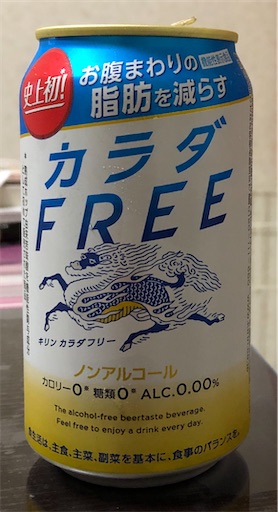 史上初!
お腹まわりの
脂肪を減らす
機能性表示食品
カラダ
FREE
キリン カラダフリー
ノンアルコール
カロリー0※ 糖類0※ ALC.0.00%
The alcohol-free beertaste beverage.
Feel free to enjoy a drink every day.
食生活は、主食、主菜、副菜を基本に、食事のバランスを。